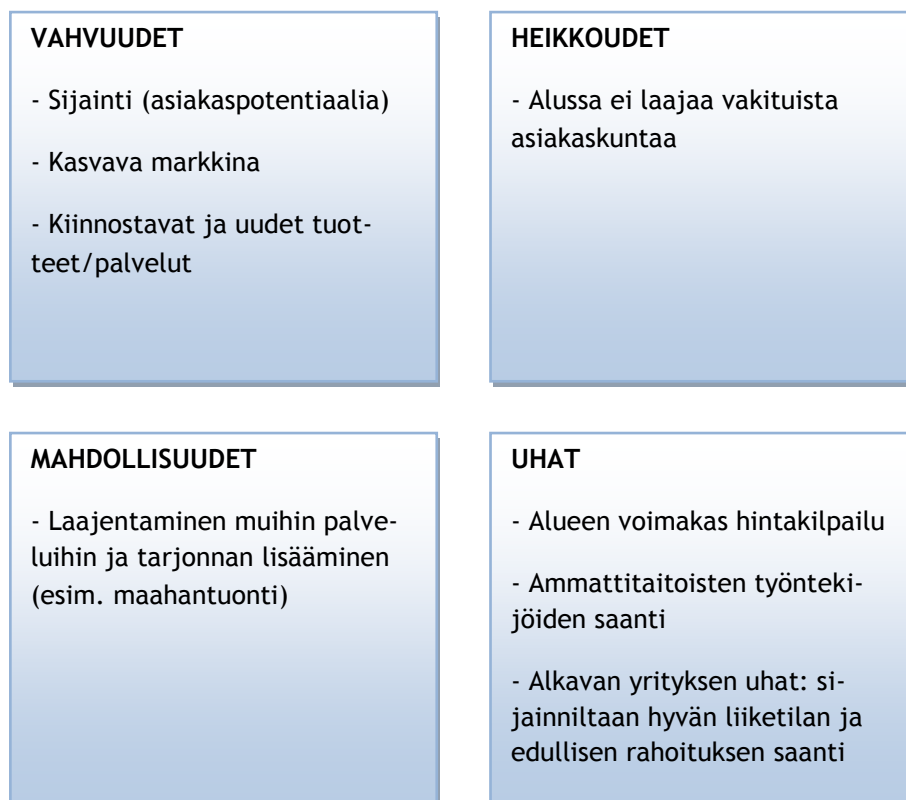 VAHVUUDET
- Sijainti (asiakaspotentiaalia)
- Kasvava markkina
- Kiinnostavat ja uudet tuot-
teet/palvelut
HEIKKOUDET
- Alussa ei laajaa vakituista
asiakaskuntaa
MAHDOLLISUUDET
- Laajentaminen muihin palve-
luihin ja tarjonnan lisääminen
(esim. maahantuonti)
UHAT
- Alueen voimakas hintakilpailu
- Ammattitaitoisten työnteki-
jöiden saanti
- Alkavan yrityksen uhat: si-
jainniltaan hyvän liiketilan ja
edullisen rahoituksen saanti